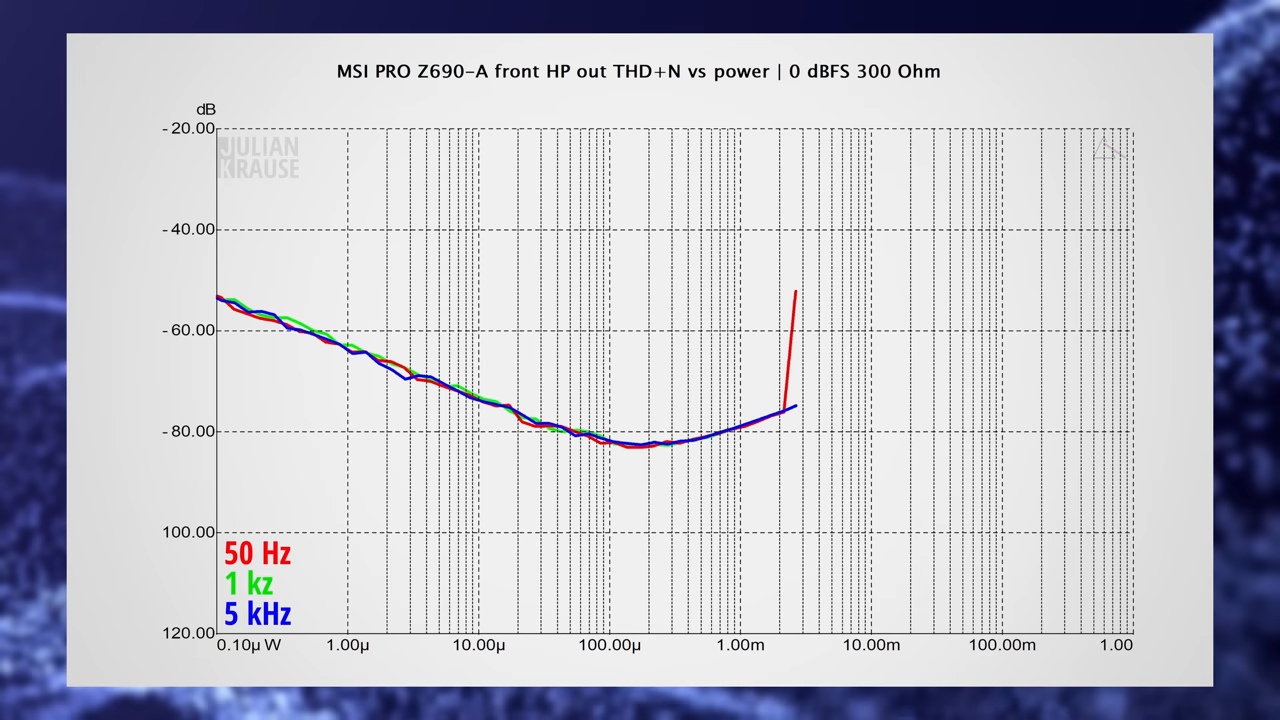 MSI PRO Z690-A front HP out THD+N vs power | 0 dBFS 300 Ohm
dB
-20.00
JULIAN
KRAUSE
-40.00
-60.00
-80.00
100.00
50 Hz
1 kz
5 kHz
120.00
0.10µ W 1.00µ 10.00µ 100.00µ 1.00m 10.00m 100.00m 1.00